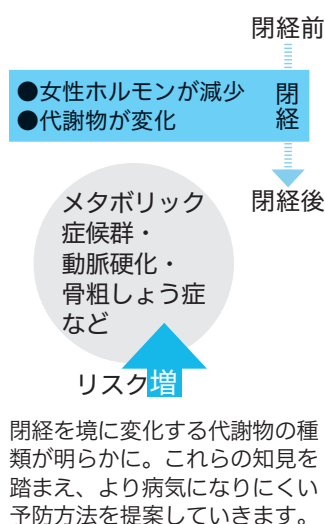 閉経前
●女性ホルモンが減少
●代謝物が変化
閉経
閉経後
メタボリック
症候群・
動脈硬化・
骨粗しょう症
など
リスク増
閉経を境に変化する代謝物の種
類が明らかに。これらの知見を
踏まえ、より病気になりにくい
予防方法を提案していきます。